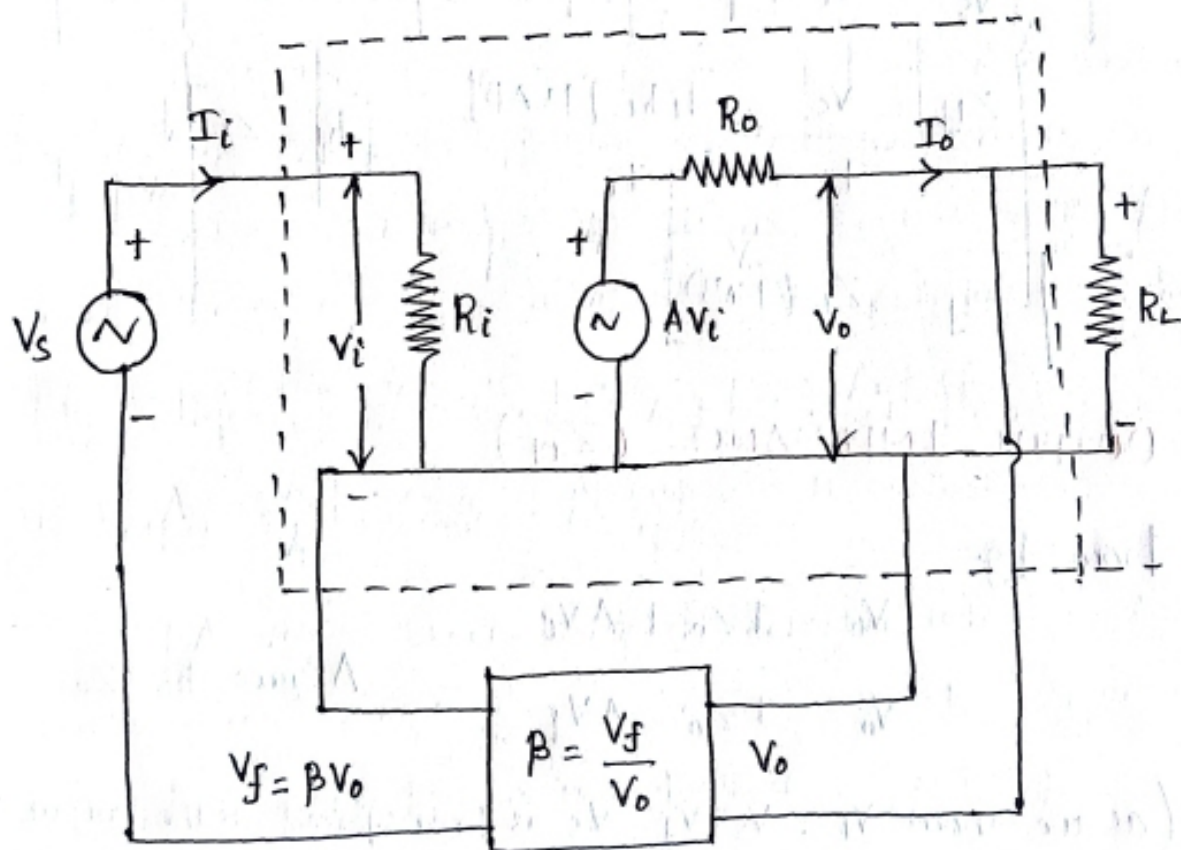 Ro
Ii
+
Io
+
+
+
Vs
Vi
Ri
AVi
Vo
RL
-
-
-
-
Vf = βVo
β = Vf / Vo
Vo